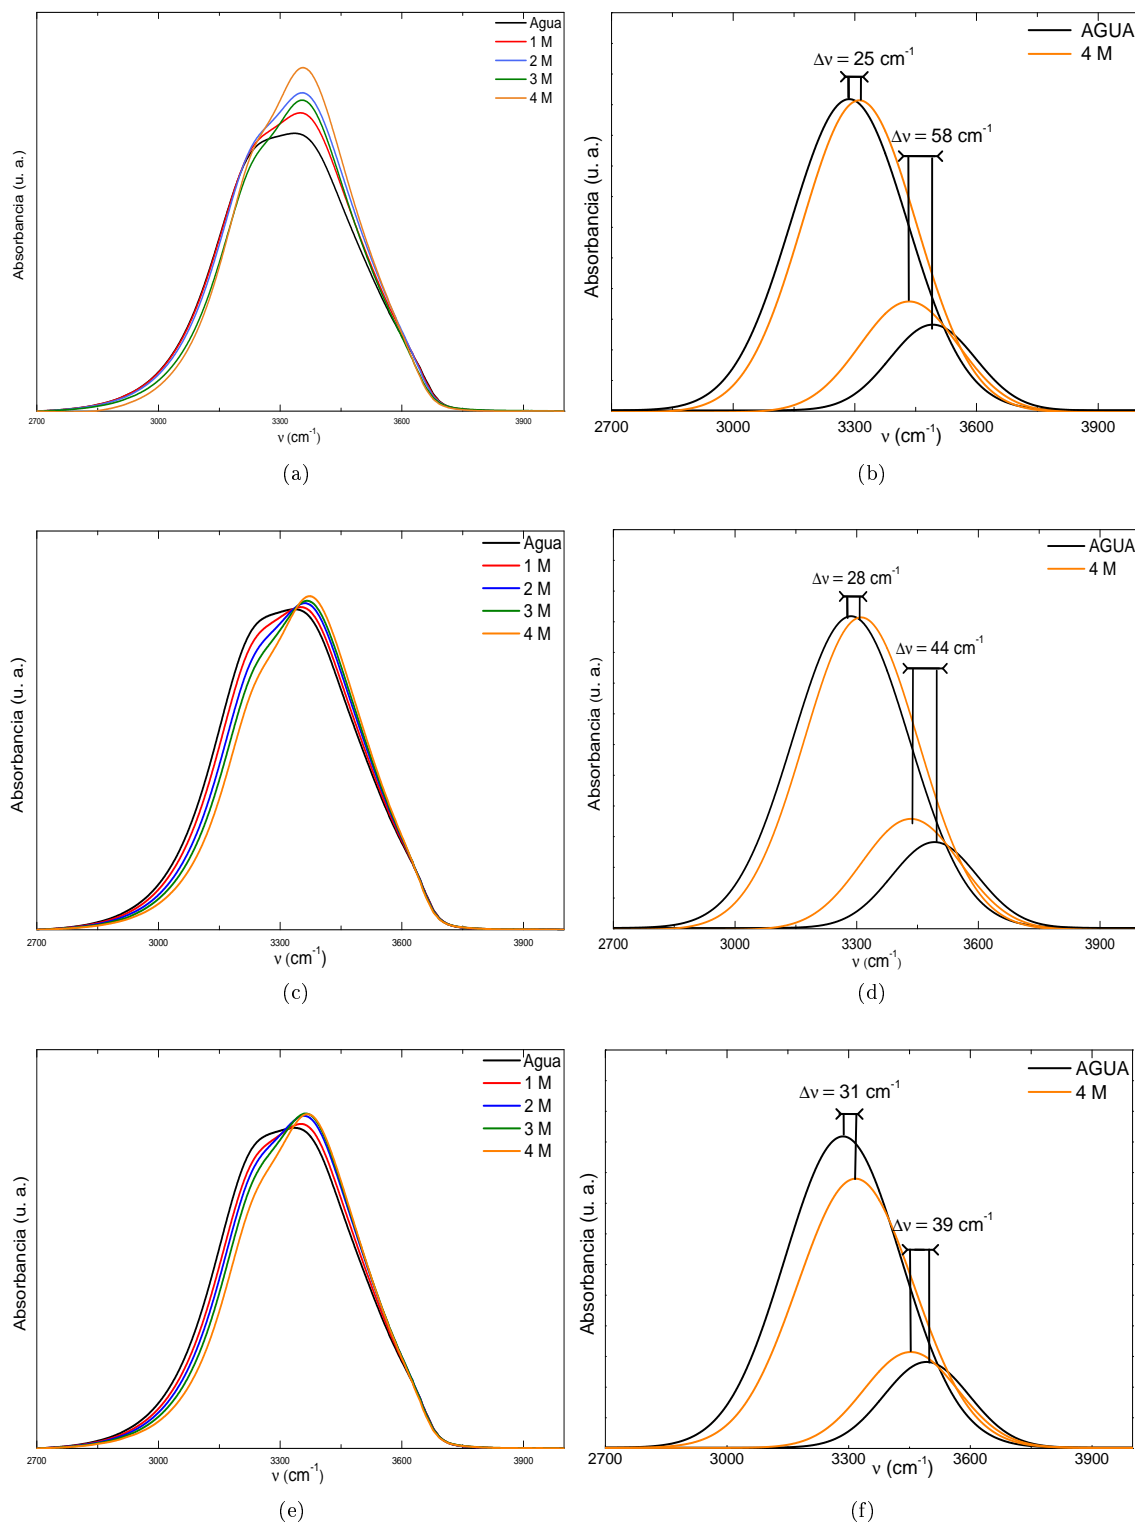 Agua
1 M
2 M
3 M
4 M
Absorbancia (u. a.)
2700
3000
3300
3600
3900
ν (cm⁻¹)
(a)
AGUA
4 M
Δν = 25 cm⁻¹
Δν = 58 cm⁻¹
Absorbancia (u. a.)
2700
3000
3300
3600
3900
ν (cm⁻¹)
(b)
Agua
1 M
2 M
3 M
4 M
Absorbancia (u. a.)
2700
3000
3300
3600
3900
ν (cm⁻¹)
(c)
AGUA
4 M
Δν = 28 cm⁻¹
Δν = 44 cm⁻¹
Absorbancia (u. a.)
2700
3000
3300
3600
3900
ν (cm⁻¹)
(d)
Agua
1 M
2 M
3 M
4 M
Absorbancia (u. a.)
2700
3000
3300
3600
3900
ν (cm⁻¹)
(e)
AGUA
4 M
Δν = 31 cm⁻¹
Δν = 39 cm⁻¹
Absorbancia (u. a.)
2700
3000
3300
3600
3900
ν (cm⁻¹)
(f)